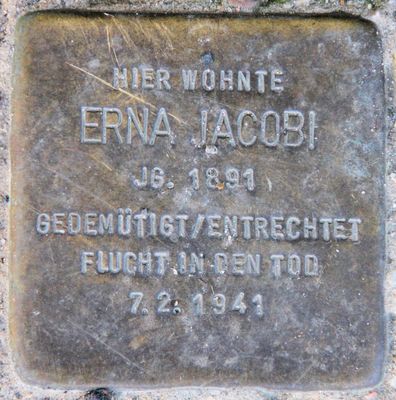 HIER WOHNTE
ERNA JACOBI
JG. 1891
GEDEMÜTIGT/ENTRECHTET
FLUCHT IN DEN TOD
7.2.1941